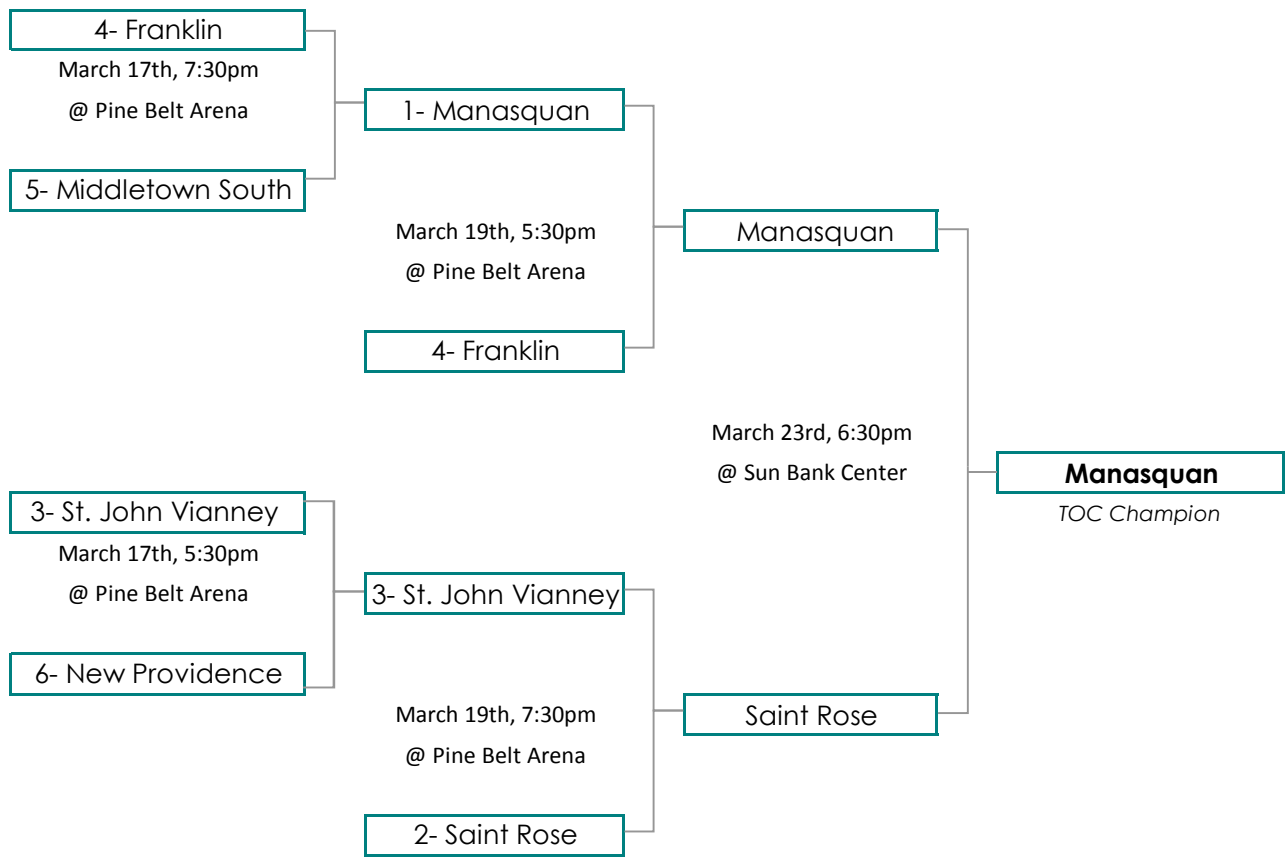 4- Franklin
March 17th, 7:30pm
@ Pine Belt Arena
5- Middletown South
1- Manasquan
March 19th, 5:30pm
@ Pine Belt Arena
4- Franklin
Manasquan
March 23rd, 6:30pm
@ Sun Bank Center
Manasquan
TOC Champion
3- St. John Vianney
March 17th, 5:30pm
@ Pine Belt Arena
6- New Providence
3- St. John Vianney
March 19th, 7:30pm
@ Pine Belt Arena
2- Saint Rose
Saint Rose